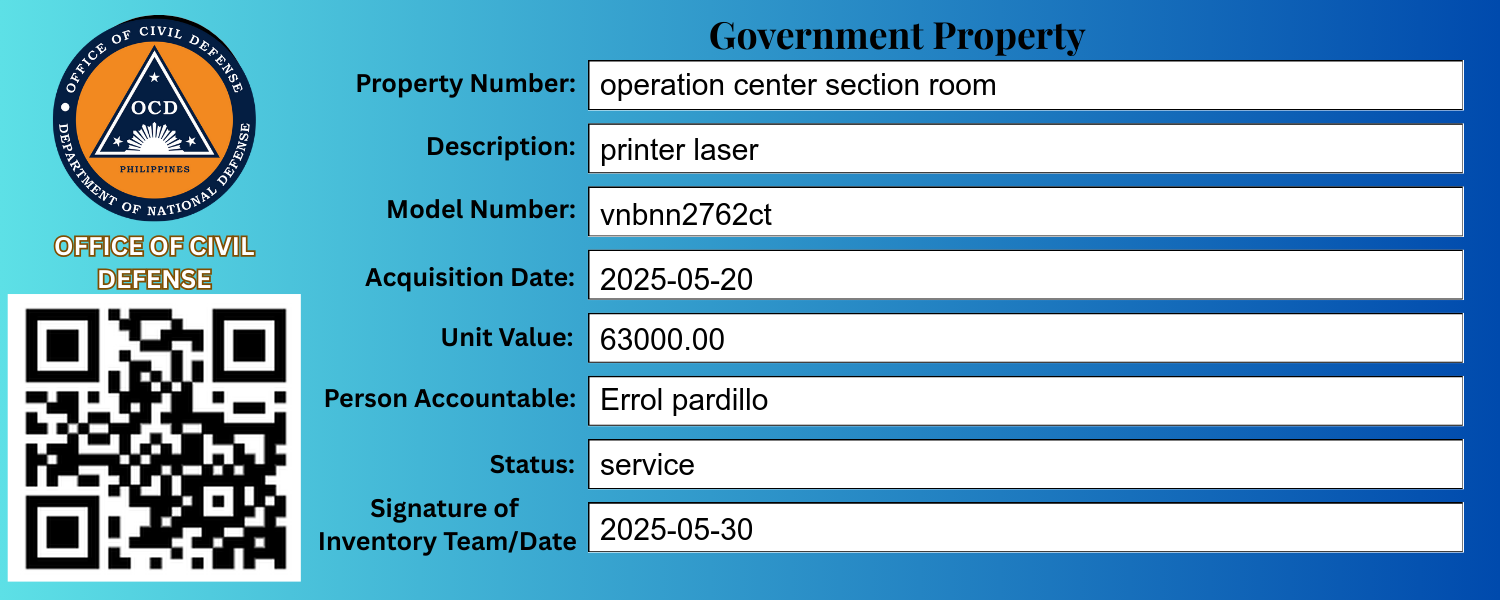 OFFICE OF CIVIL DEFENSE
OCD
PHILIPPINES
DEPARTMENT OF NATIONAL DEFENSE
OFFICE OF CIVIL
DEFENSE
Government Property
Property Number: operation center section room
Description: printer laser
Model Number: vnbnn2762ct
Acquisition Date: 2025-05-20
Unit Value: 63000.00
Person Accountable: Errol pardillo
Status: service
Signature of
Inventory Team/Date 2025-05-30